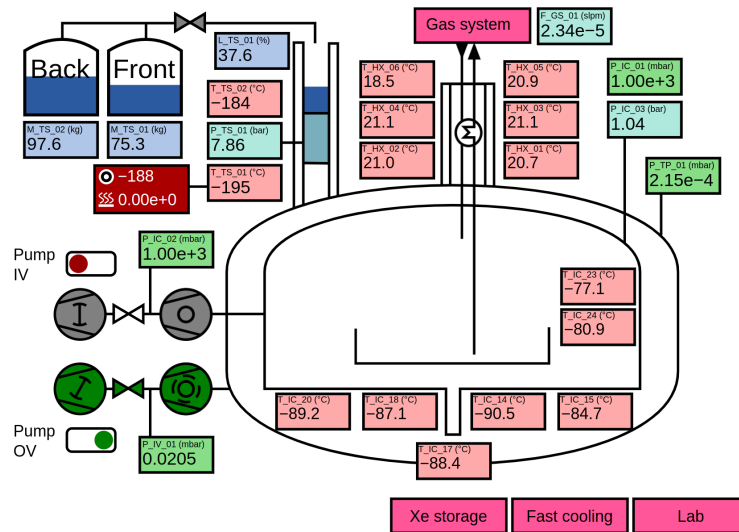 Back
Front
M_TS_02 (kg)
97.6
M_TS_01 (kg)
75.3
L_TS_01 (%)
37.6
T_TS_02 (°C)
−184
P_TS_01 (bar)
7.86
T_TS_01 (°C)
−195
−188
0.00e+0
Gas system
F_GS_01 (slpm)
2.34e−5
T_HX_06 (°C)
18.5
T_HX_05 (°C)
20.9
T_HX_04 (°C)
21.1
T_HX_03 (°C)
21.1
T_HX_02 (°C)
21.0
T_HX_01 (°C)
20.7
P_IC_01 (mbar)
1.00e+3
P_IC_03 (bar)
1.04
P_TP_01 (mbar)
2.15e−4
Pump
IV
P_IC_02 (mbar)
1.00e+3
Pump
OV
P_IV_01 (mbar)
0.0205
T_IC_23 (°C)
−77.1
T_IC_24 (°C)
−80.9
T_IC_20 (°C)
−89.2
T_IC_18 (°C)
−87.1
T_IC_14 (°C)
−90.5
T_IC_15 (°C)
−84.7
T_IC_17 (°C)
−88.4
Xe storage
Fast cooling
Lab